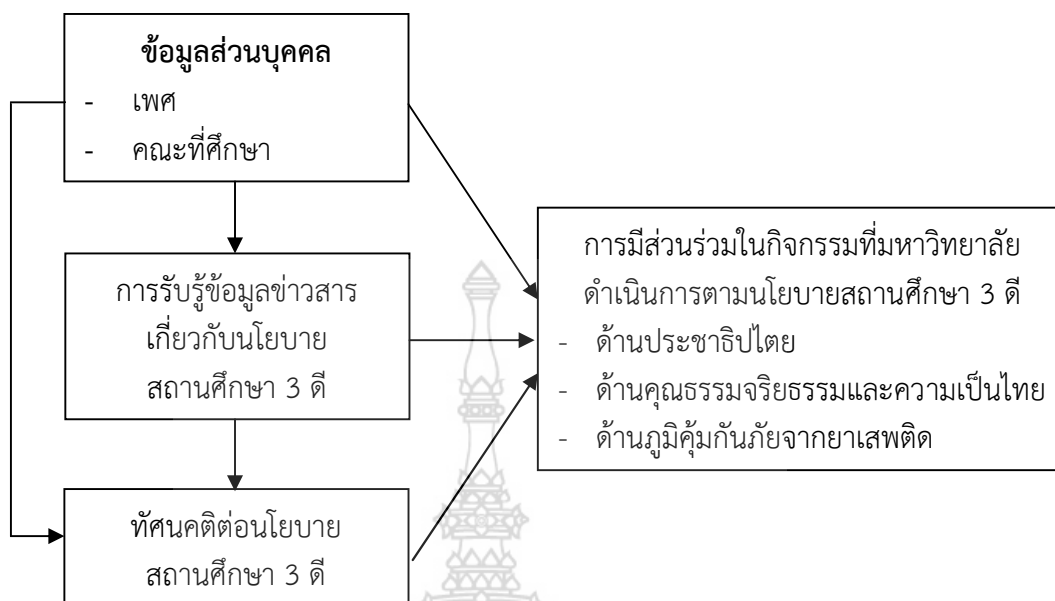 ข้อมูลส่วนบุคคล
- เพศ
- คณะที่ศึกษา
การรับรู้ข้อมูลข่าวสาร
เกี่ยวกับนโยบาย
สถานศึกษา 3 ดี
ทัศนคติต่อนโยบาย
สถานศึกษา 3 ดี
การมีส่วนร่วมในกิจกรรมที่มหาวิทยาลัย
ดำเนินการตามนโยบายสถานศึกษา 3 ดี
- ด้านประชาธิปไตย
- ด้านคุณธรรมจริยธรรมและความเป็นไทย
- ด้านภูมิคุ้มกันภัยจากยาเสพติด